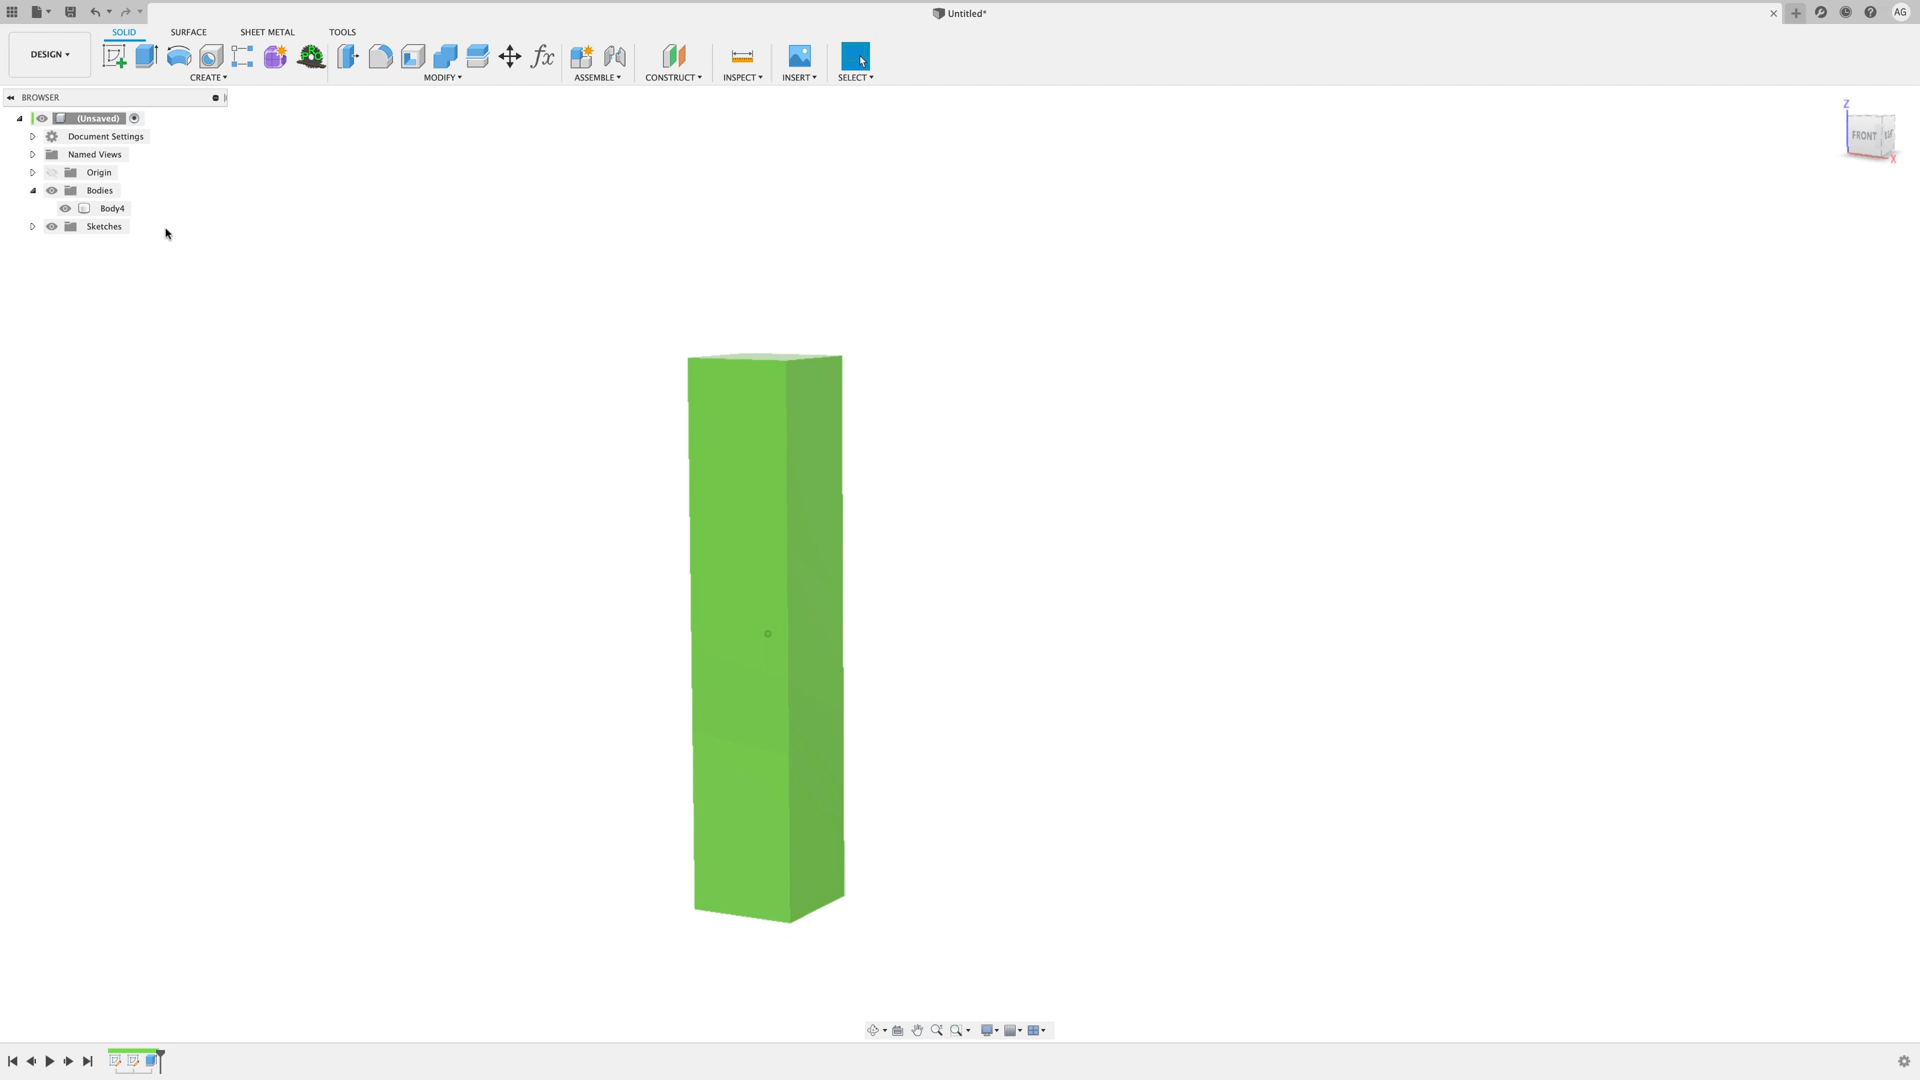 Untitled*
AG
SOLID
SURFACE
SHEET METAL
TOOLS
DESIGN
fx
CREATE
MODIFY
ASSEMBLE
CONSTRUCT
INSPECT
INSERT
SELECT
BROWSER
(Unsaved)
Document Settings
Named Views
Origin
Bodies
Body4
Sketches
Z
FRONT
X